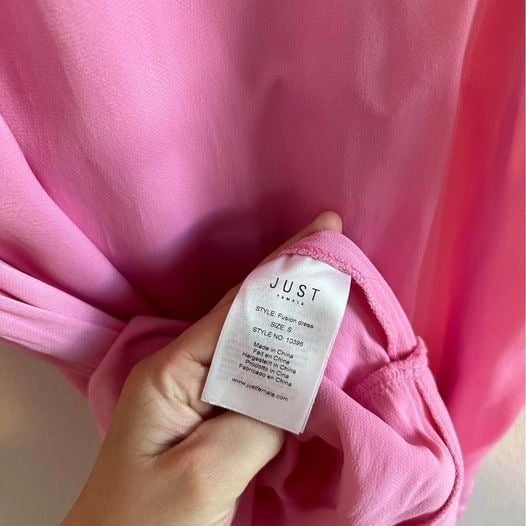 JUST
FEMALE
STYLE: Fusion dress
SIZE: S
STYLE NO: 10396
Made in China
Fait en China
Hergestellt in China
Prodotto in Cina
Fabricado en China
www.justfemale.com